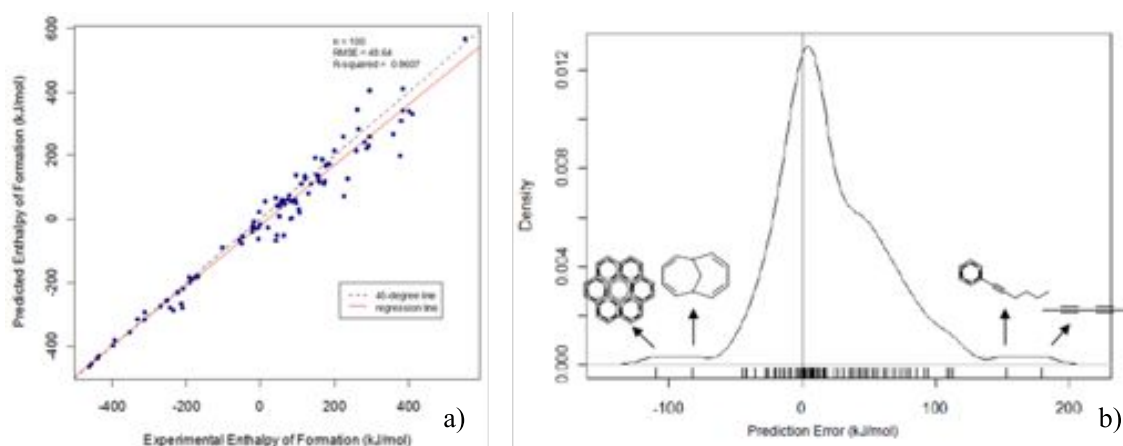 600
400
200
0
-200
-400
Predicted Enthalpy of Formation (kJ/mol)
n = 100
RMSE = 48.64
R-squared = 0.9607
45-degree line
regression line
-400 -200 0 200 400
Experimental Enthalpy of Formation (kJ/mol)
a)
0.012
0.008
0.004
0.000
Density
-100 0 100 200
Prediction Error (kJ/mol)
b)